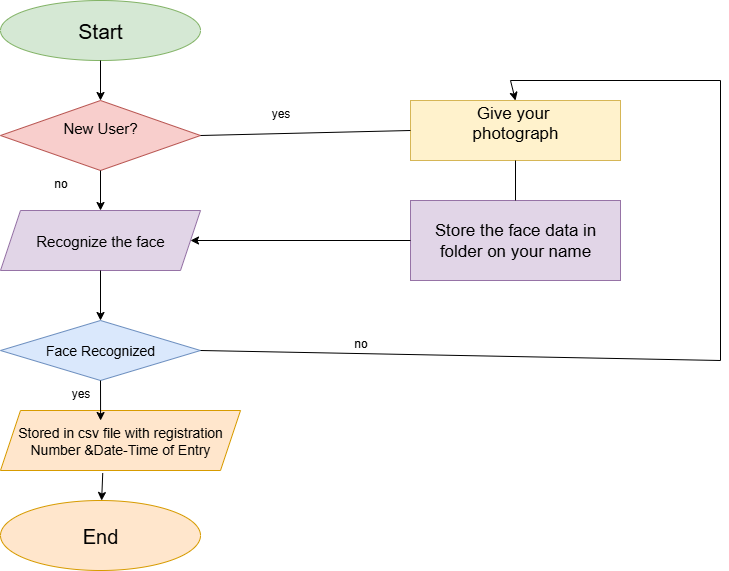 Start
New User?
yes
Give your
photograph
no
Recognize the face
Store the face data in
folder on your name
Face Recognized
no
yes
Stored in csv file with registration
Number &Date-Time of Entry
End